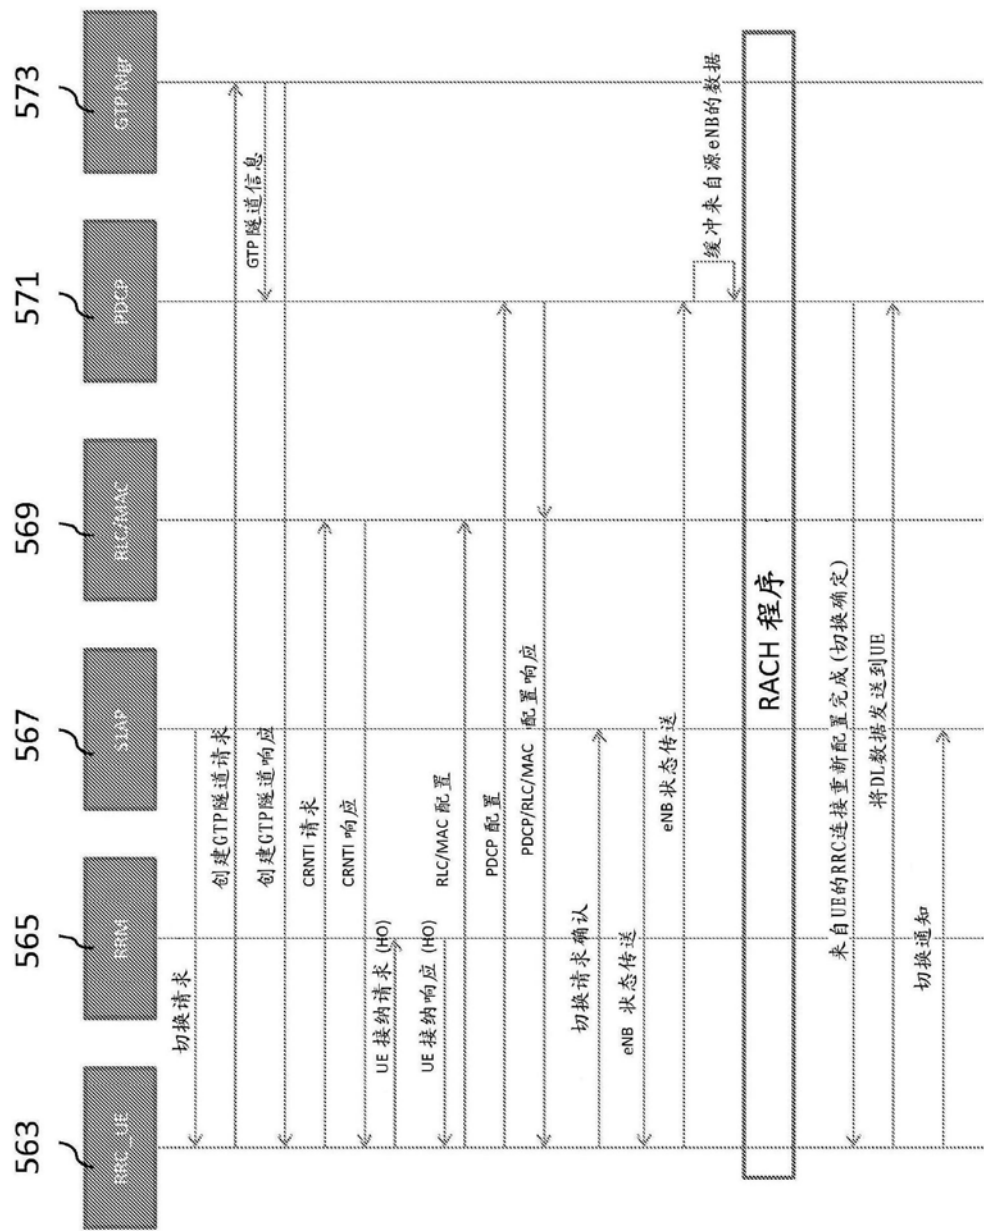 563
565
567
569
571
573
RRC_UE
RRM
S1AP
RLC/MAC
PDCP
GTP Mgr
切换请求
创建GTP隧道请求
GTP 隧道信息
创建GTP隧道响应
CRNTI 请求
CRNTI 响应
UE 接纳请求 (HO)
UE 接纳响应 (HO)
RLC/MAC 配置
PDCP 配置
PDCP/RLC/MAC 配置响应
切换请求确认
eNB 状态传送
eNB 状态传送
缓冲来自源eNB的数据
RACH 程序
来自UE的RRC连接重新配置完成(切换确定)
将DL数据发送到UE
切换通知